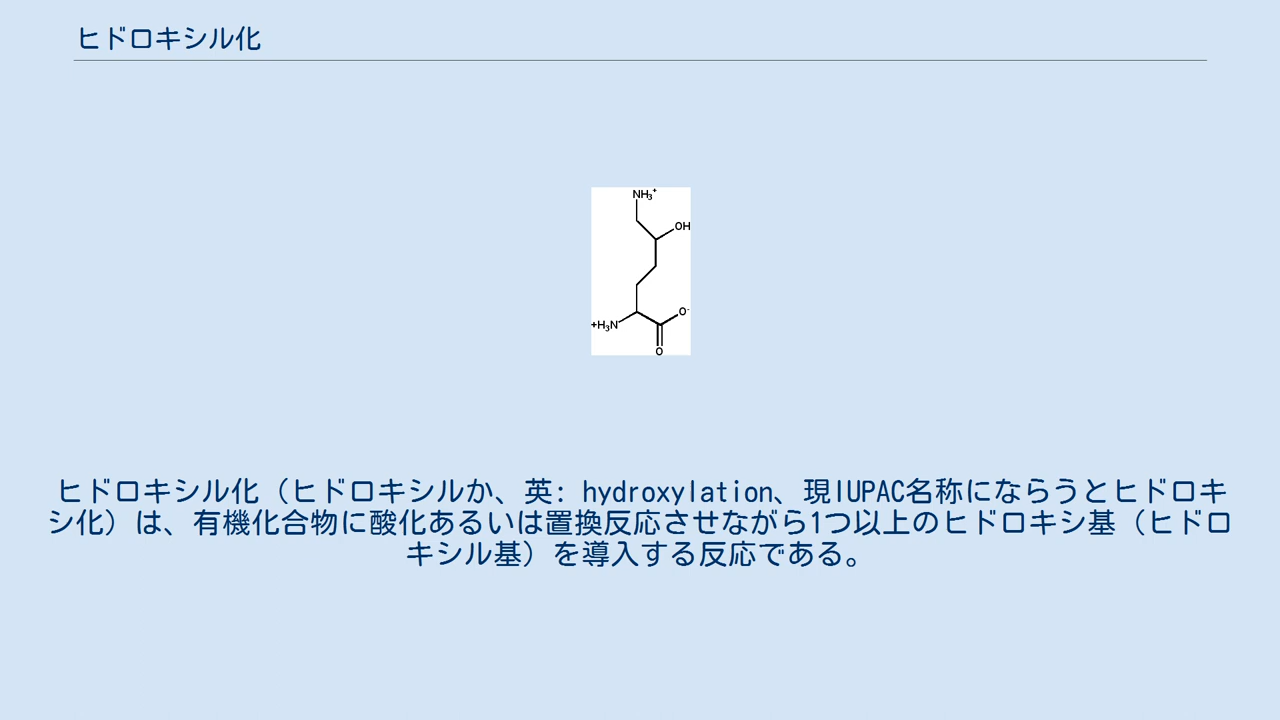 ヒドロキシル化
NH₃⁺
OH
O⁻
⁺H₃N
O
ヒドロキシル化（ヒドロキシルか、英: hydroxylation、現IUPAC名称にならうとヒドロキ
シ化）は、有機化合物に酸化あるいは置換反応させながら1つ以上のヒドロキシ基（ヒドロ
キシル基）を導入する反応である。